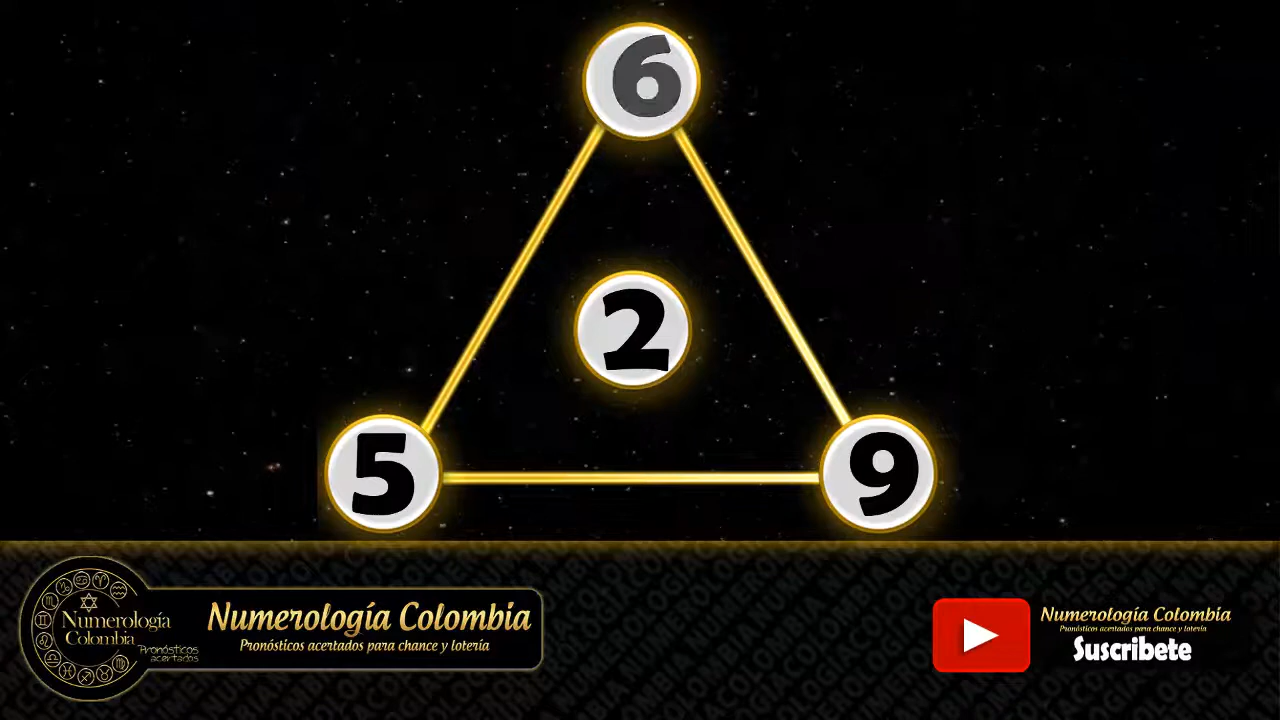 6
2
5
9
Numerología
Colombia
Pronósticos
acertados
Numerología Colombia
Pronósticos acertados para chance y lotería
Numerología Colombia
Pronósticos acertados para chance y lotería
Suscribete